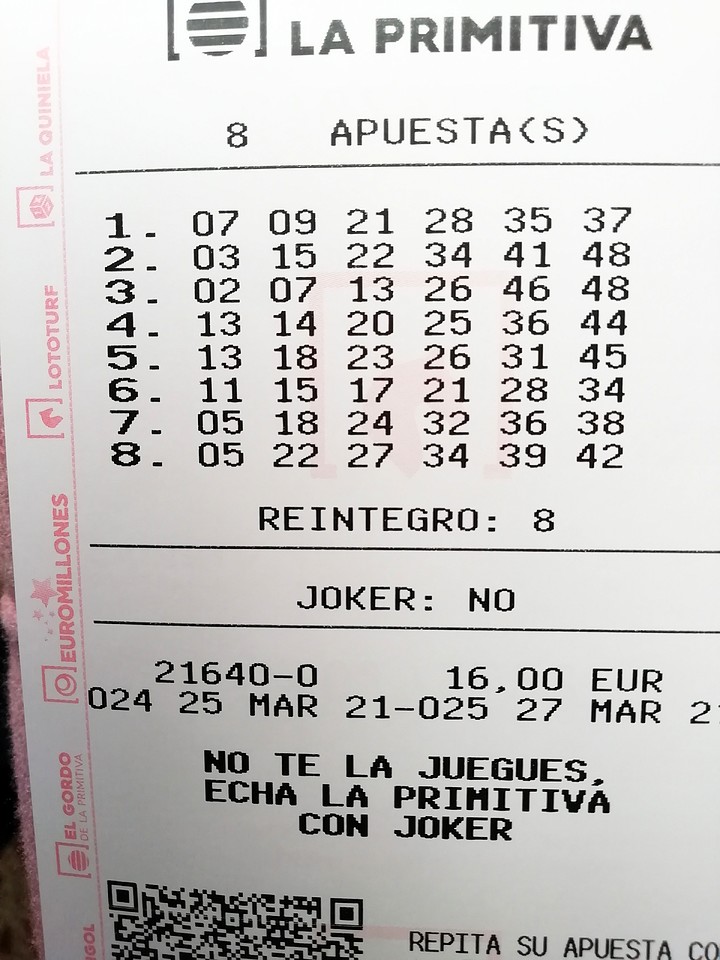 LA PRIMITIVA
8 APUESTA(S)
1. 07 09 21 28 35 37
2. 03 15 22 34 41 48
3. 02 07 13 26 46 48
4. 13 14 20 25 36 44
5. 13 18 23 26 31 45
6. 11 15 17 21 28 34
7. 05 18 24 32 36 38
8. 05 22 27 34 39 42
REINTEGRO: 8
JOKER: NO
21640-0 16,00 EUR
024 25 MAR 21-025 27 MAR 2
NO TE LA JUEGUES,
ECHA LA PRIMITIVA
CON JOKER
REPITA SU APUESTA CO
LA QUINIELA
LOTOTURF
EUROMILLONES
EL GORDO
DE LA PRIMITIVA
IGOL